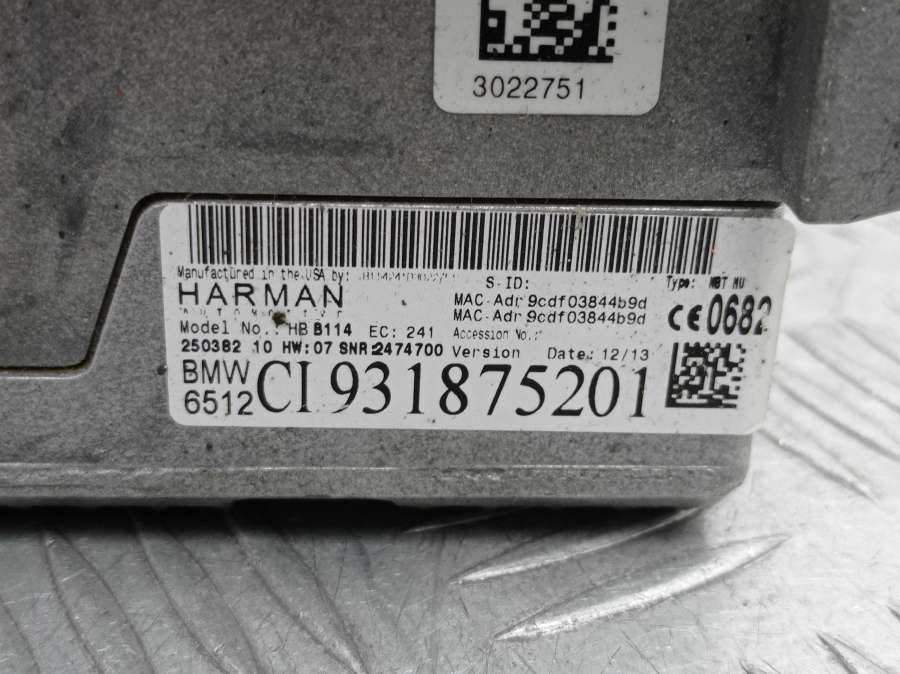 3022751
Manufactured in the USA by:
S-ID:
Type: NBT HU
HARMAN
AUTOMOTIVE
MAC-Adr 9cdf03844b9d
MAC-Adr 9cdf03844b9d
CE0682
Model No.: HB B114 EC: 241 Accession No.:
250382 10 HW:07 SNR:2474700 Version Date: 12/13
BMW
6512 CI 931875201